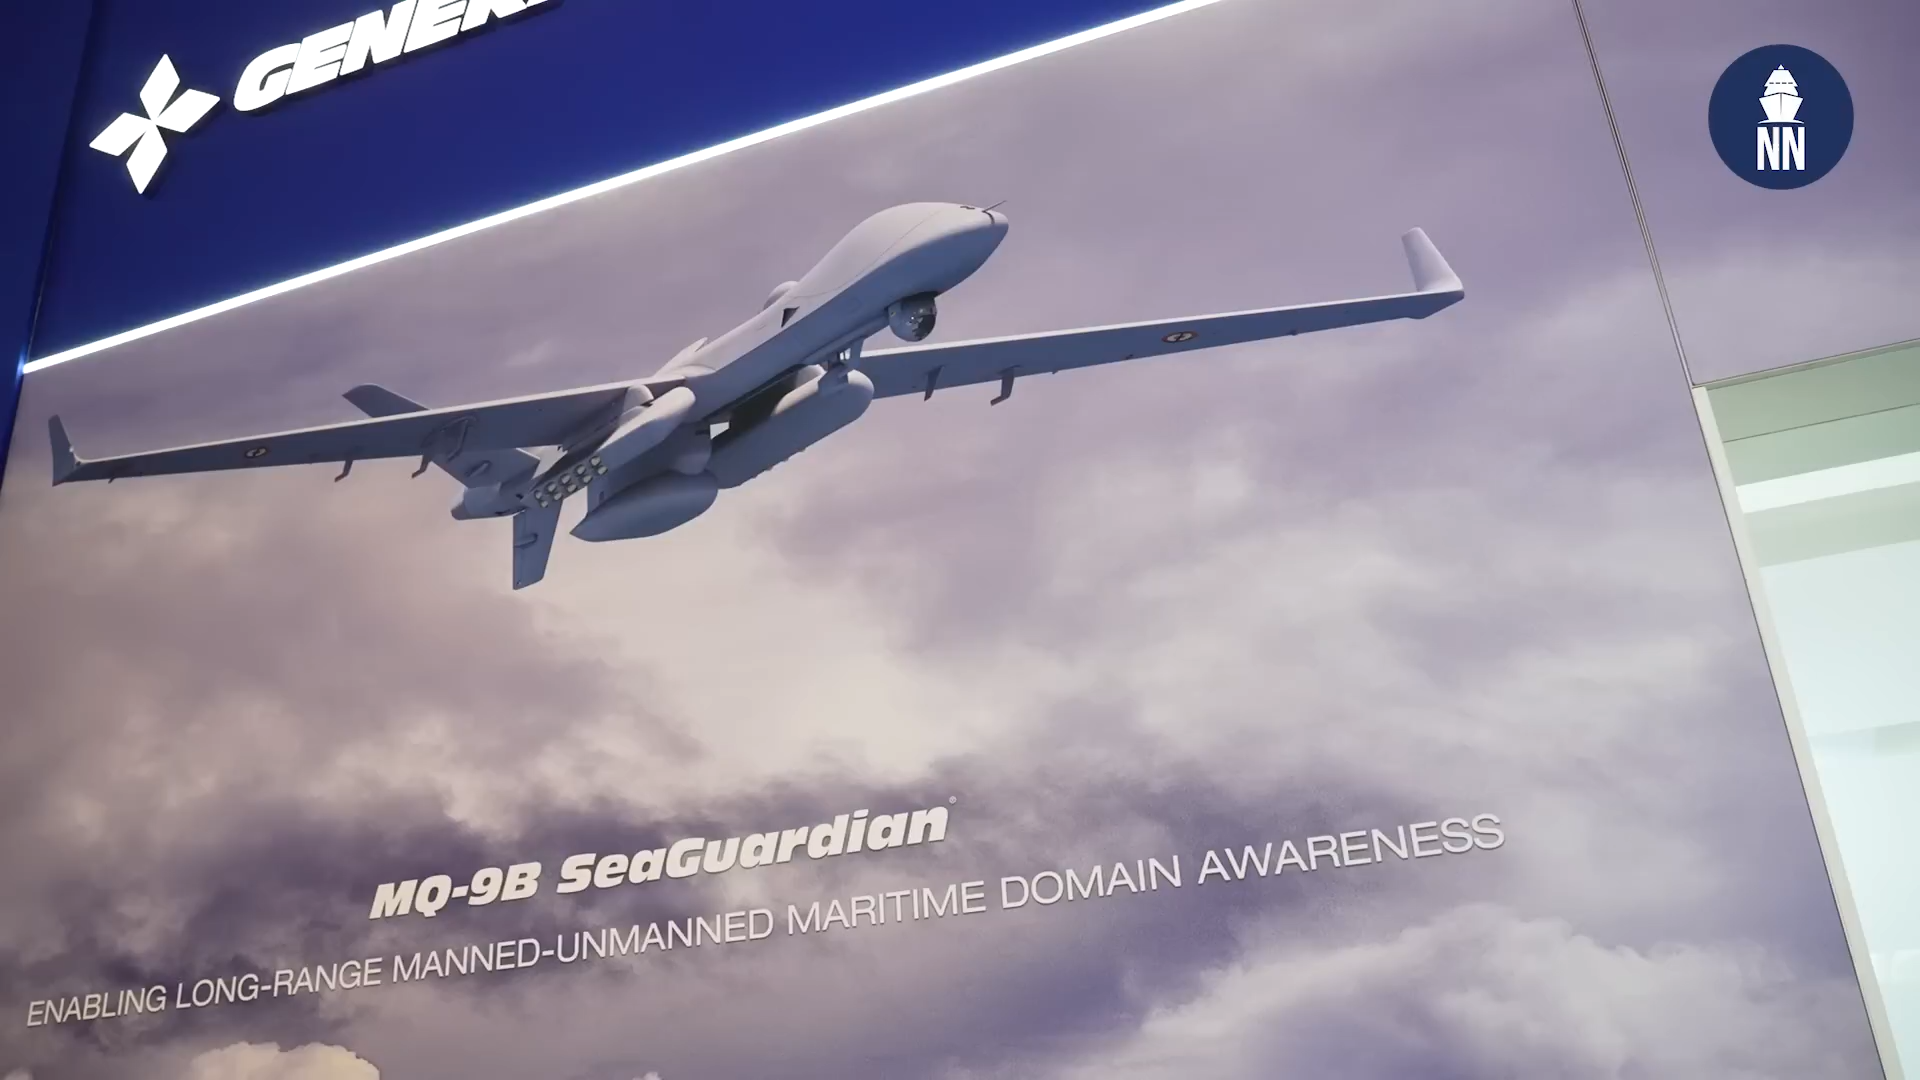 GENER
NN
MQ-9B SeaGuardian®
ENABLING LONG-RANGE MANNED-UNMANNED MARITIME DOMAIN AWARENESS